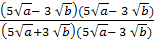 (5√a− 3 √b)(5√a− 3 √b)
(5√a+3 √b)(5√a− 3 √b)